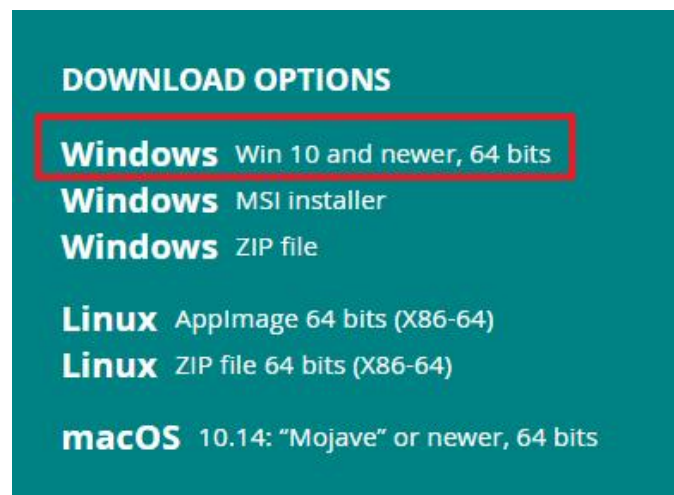 DOWNLOAD OPTIONS
Windows Win 10 and newer, 64 bits
Windows MSI installer
Windows ZIP file
Linux AppImage 64 bits (X86-64)
Linux ZIP file 64 bits (X86-64)
macOS 10.14: “Mojave” or newer, 64 bits